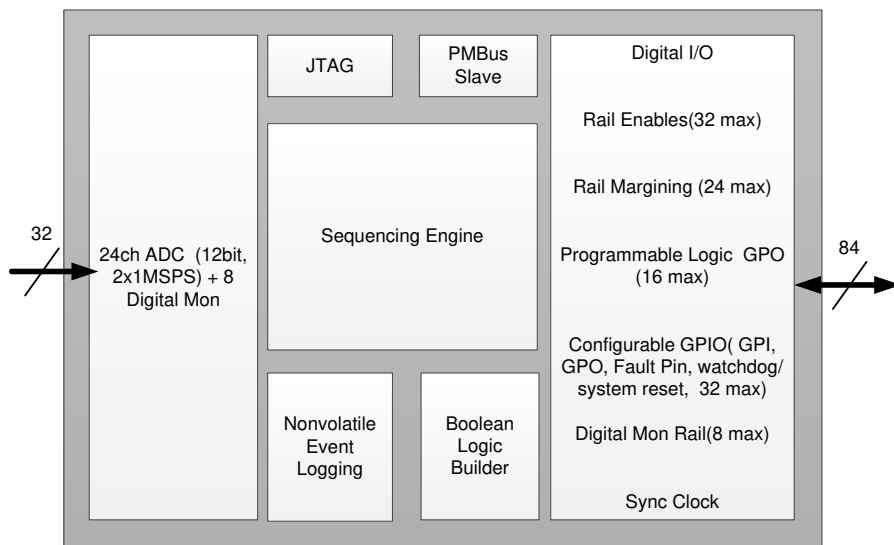 32
24ch ADC (12bit,
2x1MSPS) + 8
Digital Mon
JTAG
PMBus
Slave
Sequencing Engine
Nonvolatile
Event
Logging
Boolean
Logic
Builder
Digital I/O
Rail Enables(32 max)
Rail Margining (24 max)
Programmable Logic GPO
(16 max)
Configurable GPIO( GPI,
GPO, Fault Pin, watchdog/
system reset, 32 max)
Digital Mon Rail(8 max)
Sync Clock
84